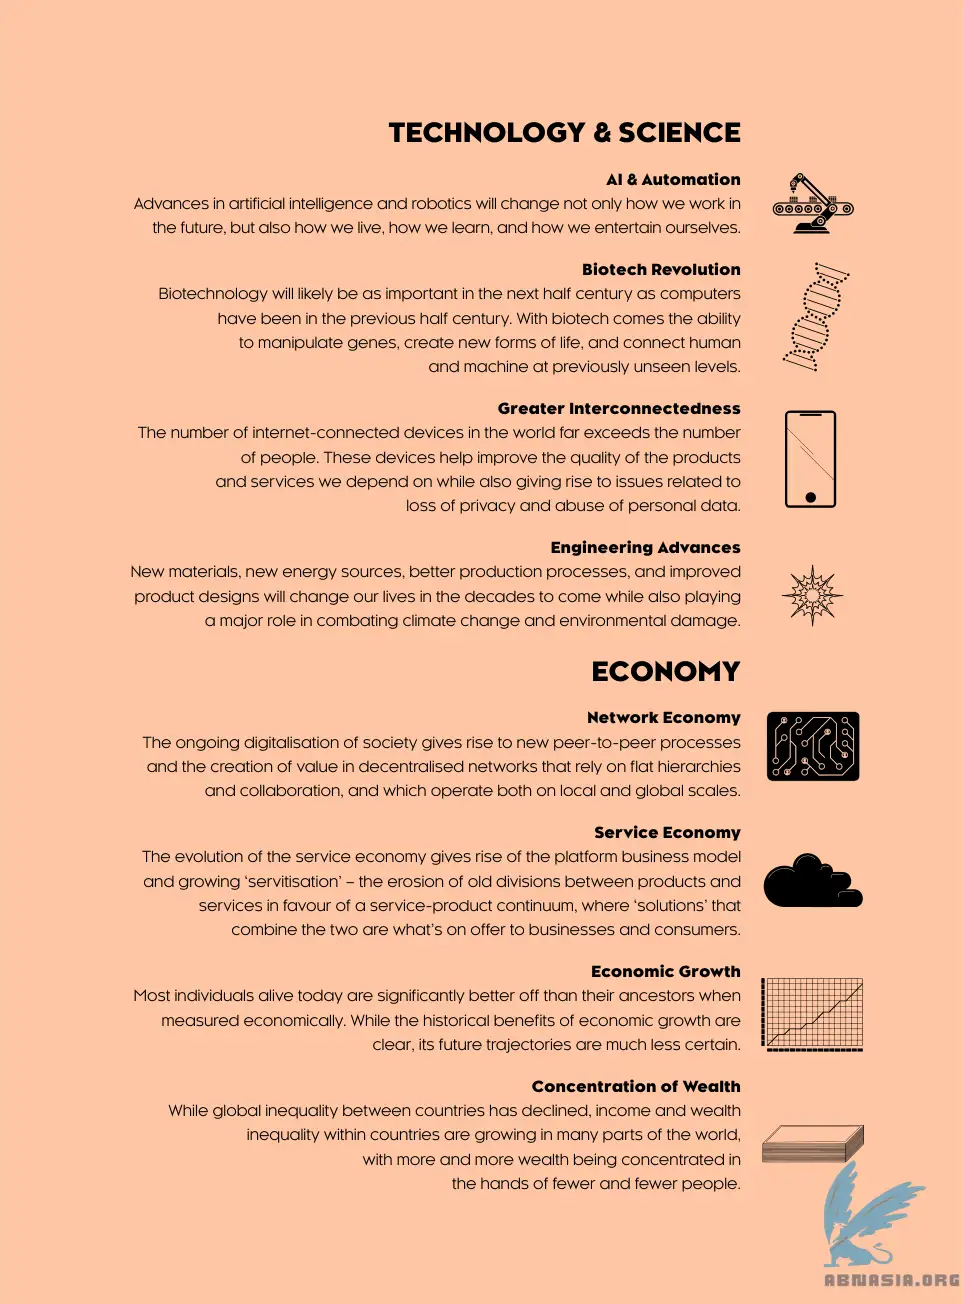 TECHNOLOGY & SCIENCE
AI & Automation
Advances in artificial intelligence and robotics will change not only how we work in
the future, but also how we live, how we learn, and how we entertain ourselves.
Biotech Revolution
Biotechnology will likely be as important in the next half century as computers
have been in the previous half century. With biotech comes the ability
to manipulate genes, create new forms of life, and connect human
and machine at previously unseen levels.
Greater Interconnectedness
The number of internet-connected devices in the world far exceeds the number
of people. These devices help improve the quality of the products
and services we depend on while also giving rise to issues related to
loss of privacy and abuse of personal data.
Engineering Advances
New materials, new energy sources, better production processes, and improved
product designs will change our lives in the decades to come while also playing
a major role in combating climate change and environmental damage.
ECONOMY
Network Economy
The ongoing digitalisation of society gives rise to new peer-to-peer processes
and the creation of value in decentralised networks that rely on flat hierarchies
and collaboration, and which operate both on local and global scales.
Service Economy
The evolution of the service economy gives rise of the platform business model
and growing ‘servitisation’ – the erosion of old divisions between products and
services in favour of a service-product continuum, where ‘solutions’ that
combine the two are what’s on offer to businesses and consumers.
Economic Growth
Most individuals alive today are significantly better off than their ancestors when
measured economically. While the historical benefits of economic growth are
clear, its future trajectories are much less certain.
Concentration of Wealth
While global inequality between countries has declined, income and wealth
inequality within countries are growing in many parts of the world,
with more and more wealth being concentrated in
the hands of fewer and fewer people.
ABNASIA.ORG